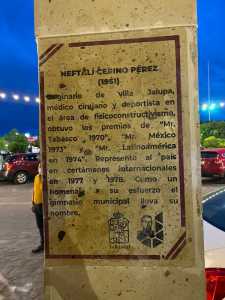 NEFTALÍ CERINO PÉREZ
(1951)
Originario de Villa Jalupa,
médico cirujano y deportista en
el área de fisicoconstructivismo,
obtuvo los premios de "Mr.
Tabasco 1970", "Mr. México
1973" y "Mr. Latinoamérica
en 1974". Representó al país
en certámenes internacionales
en 1977 y 1978. Como un
homenaje a su esfuerzo el
gimnasio municipal lleva su
nombre.